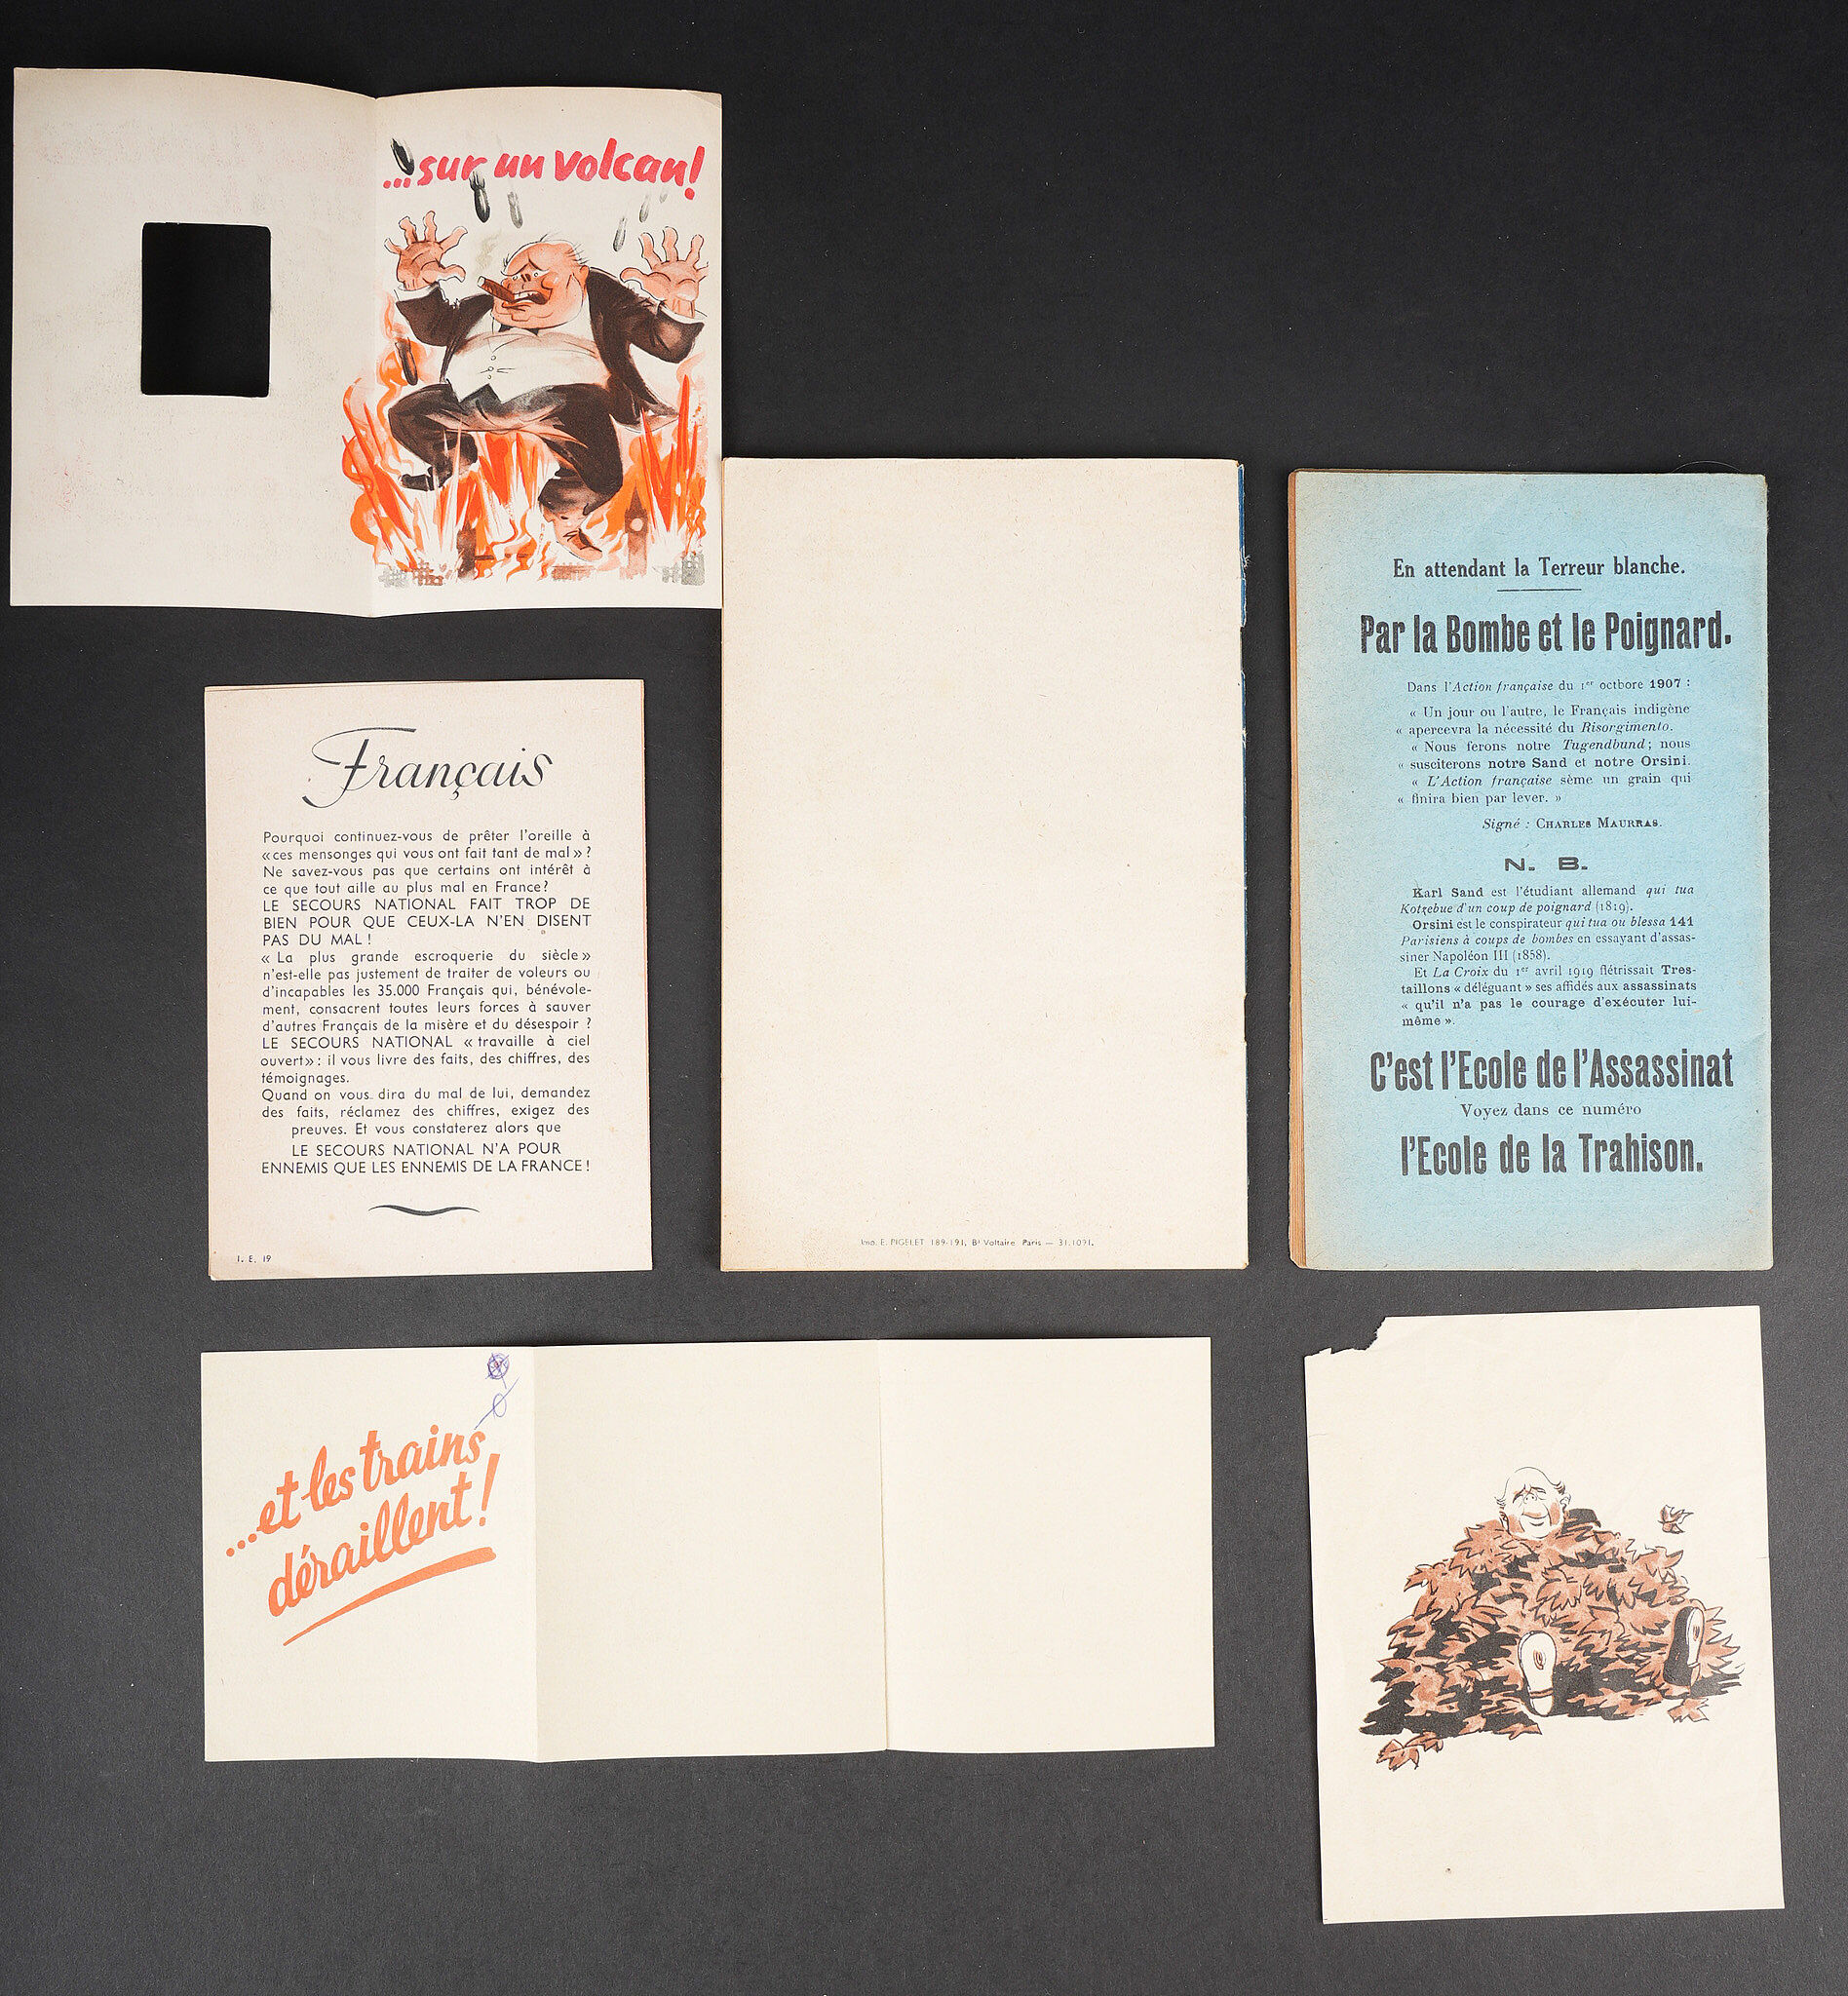 ...sur un volcan!
Français
Pourquoi continuez-vous de prêter l'oreille à
«ces mensonges qui vous ont fait tant de mal»?
Ne savez-vous pas que certains ont intérêt à
ce que tout aille au plus mal en France?
LE SECOURS NATIONAL FAIT TROP DE
BIEN POUR QUE CEUX-LA N'EN DISENT
PAS DU MAL!
«La plus grande escroquerie du siècle»
n'est-elle pas justement de traiter de voleurs ou
d'incapables les 35.000 Français qui, bénévole-
ment, consacrent toutes leurs forces à sauver
d'autres Français de la misère et du désespoir?
LE SECOURS NATIONAL «travaille à ciel
ouvert»: il vous livre des faits, des chiffres, des
témoignages.
Quand on vous dira du mal de lui, demandez
des faits, réclamez des chiffres, exigez des
preuves. Et vous constaterez alors que
LE SECOURS NATIONAL N'A POUR
ENNEMIS QUE LES ENNEMIS DE LA FRANCE!
I. E. 19
Imp. E. PIGELET 189-191, Bd Voltaire Paris — 31.1091.
En attendant la Terreur blanche.
Par la Bombe et le Poignard.
Dans l'Action française du 1er octbore 1907 :
« Un jour ou l'autre, le Français indigène
« apercevra la nécessité du Risorgimento.
« Nous ferons notre Tugendbund; nous
« susciterons notre Sand et notre Orsini.
« L'Action française sème un grain qui
« finira bien par lever. »
Signé : CHARLES MAURRAS.
N. B.
Karl Sand est l'étudiant allemand qui tua
Kotzebue d'un coup de poignard (1819).
Orsini est le conspirateur qui tua ou blessa 141
Parisiens à coups de bombes en essayant d'assas-
siner Napoléon III (1858).
Et La Croix du 1er avril 1919 flétrissait Tres-
taillons « déléguant » ses affidés aux assassinats
« qu'il n'a pas le courage d'exécuter lui-
même ».
C'est l'Ecole de l'Assassinat
Voyez dans ce numéro
l'Ecole de la Trahison.
...et les trains
déraillent!